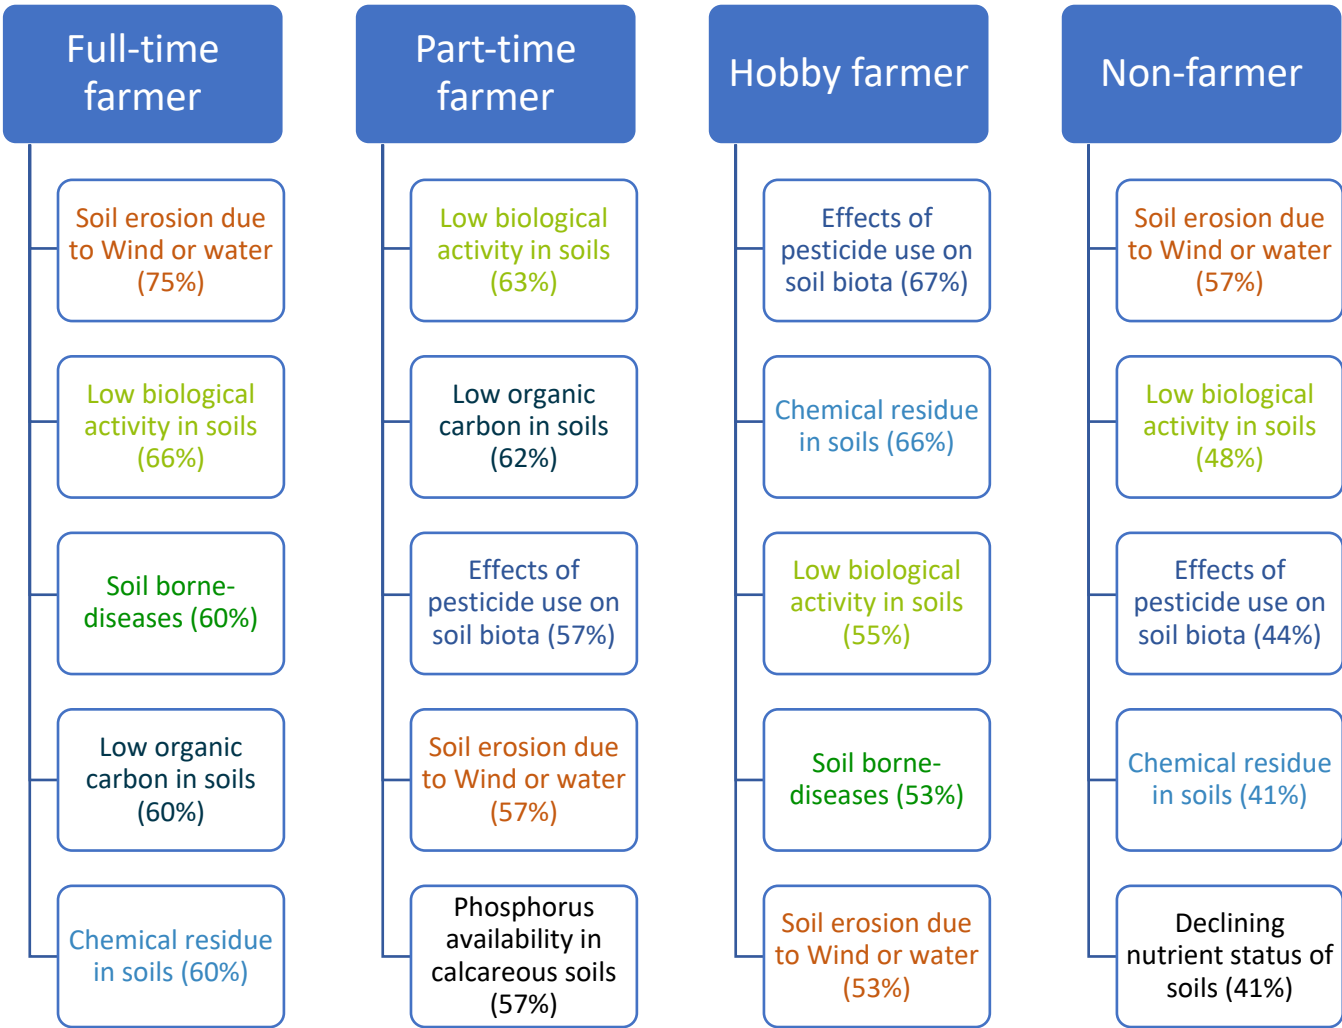 Full-time
farmer
Soil erosion due
to Wind or water
(75%)
Low biological
activity in soils
(66%)
Soil borne-
diseases (60%)
Low organic
carbon in soils
(60%)
Chemical residue
in soils (60%)
Part-time
farmer
Low biological
activity in soils
(63%)
Low organic
carbon in soils
(62%)
Effects of
pesticide use on
soil biota (57%)
Soil erosion due
to Wind or water
(57%)
Phosphorus
availability in
calcareous soils
(57%)
Hobby farmer
Effects of
pesticide use on
soil biota (67%)
Chemical residue
in soils (66%)
Low biological
activity in soils
(55%)
Soil borne-
diseases (53%)
Soil erosion due
to Wind or water
(53%)
Non-farmer
Soil erosion due
to Wind or water
(57%)
Low biological
activity in soils
(48%)
Effects of
pesticide use on
soil biota (44%)
Chemical residue
in soils (41%)
Declining
nutrient status of
soils (41%)